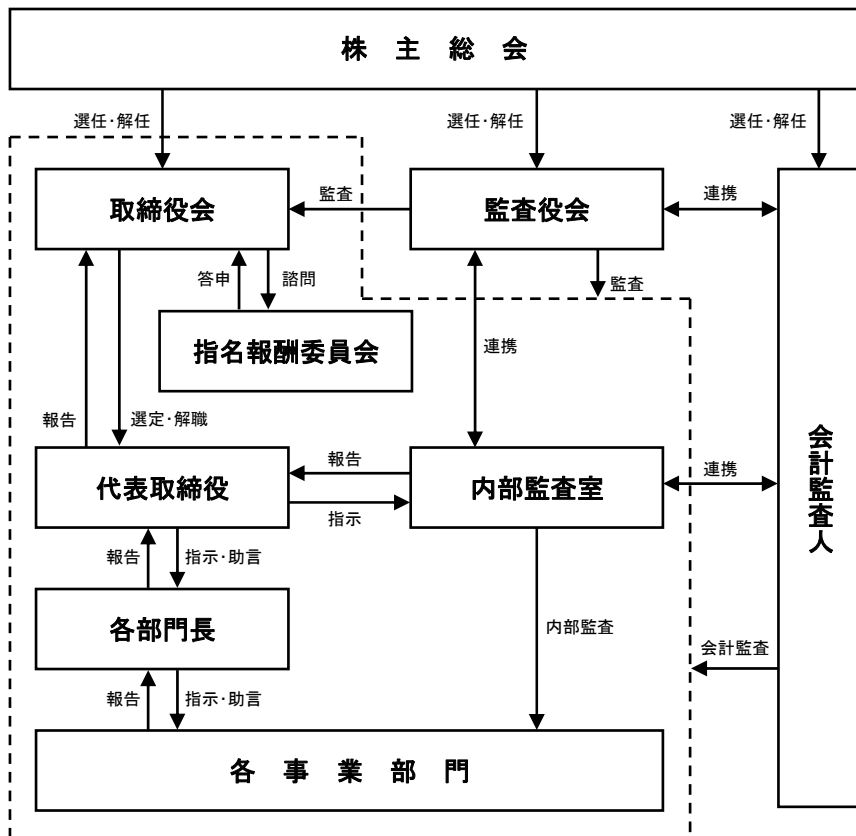 株主総会
選任・解任
選任・解任
選任・解任
取締役会
監査
監査役会
連携
答申
諮問
監査
指名報酬委員会
連携
報告
選定・解職
代表取締役
報告
指示
内部監査室
連携
会計監査人
報告
指示・助言
各部門長
内部監査
会計監査
報告
指示・助言
各事業部門